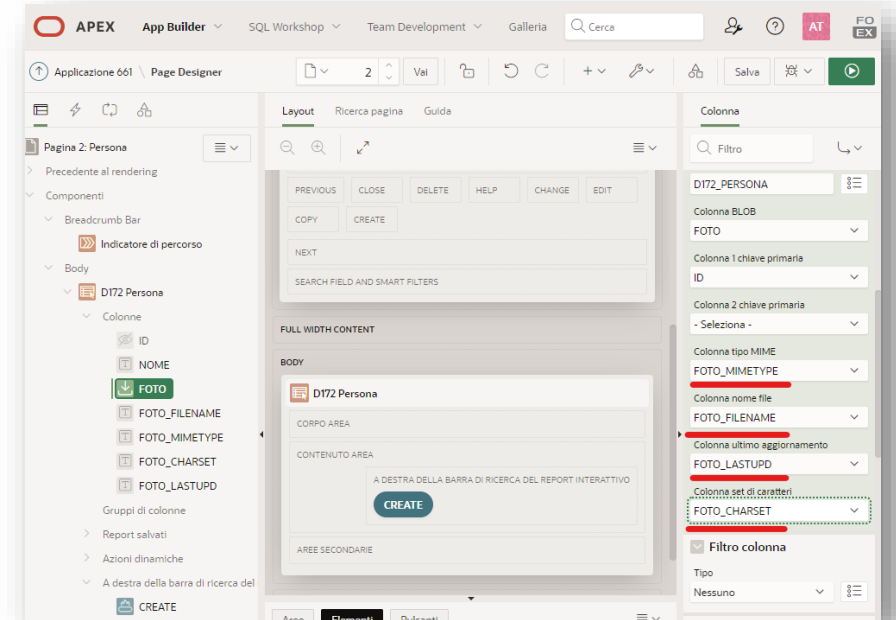 APEX App Builder SQL Workshop Team Development Galleria Cerca AT FO EX
Applicazione 661 \ Page Designer 2 Vai Salva
Layout Ricerca pagina Guida
Colonna
Pagina 2: Persona
Filtro
Precedente al rendering
Componenti
Breadcrumb Bar
Indicatore di percorso
Body
D172 Persona
Colonne
ID
NOME
FOTO
FOTO_FILENAME
FOTO_MIMETYPE
FOTO_CHARSET
FOTO_LASTUPD
Gruppi di colonne
Report salvati
Azioni dinamiche
A destra della barra di ricerca del
CREATE
PREVIOUS CLOSE DELETE HELP CHANGE EDIT
COPY CREATE
NEXT
SEARCH FIELD AND SMART FILTERS
FULL WIDTH CONTENT
BODY
D172 Persona
CORPO AREA
CONTENUTO AREA
A DESTRA DELLA BARRA DI RICERCA DEL REPORT INTERATTIVO
CREATE
AREE SECONDARIE
Aree Elementi Pulsanti
D172_PERSONA
Colonna BLOB
FOTO
Colonna 1 chiave primaria
ID
Colonna 2 chiave primaria
- Seleziona -
Colonna tipo MIME
FOTO_MIMETYPE
Colonna nome file
FOTO_FILENAME
Colonna ultimo aggiornamento
FOTO_LASTUPD
Colonna set di caratteri
FOTO_CHARSET
Filtro colonna
Tipo
Nessuno